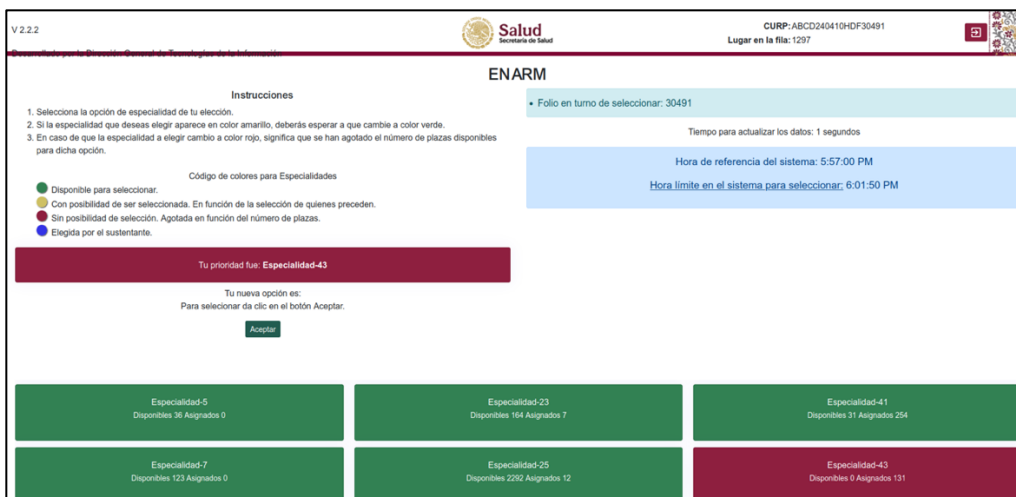 V 2.2.2
Desarrollado por la Dirección General de Tecnologías de la Información
Salud
Secretaría de Salud
CURP: ABCD240410HDF30491
Lugar en la fila: 1297
ENARM
Instrucciones
1. Selecciona la opción de especialidad de tu elección.
2. Si la especialidad que deseas elegir aparece en color amarillo, deberás esperar a que cambie a color verde.
3. En caso de que la especialidad a elegir cambio a color rojo, significa que se han agotado el número de plazas disponibles
para dicha opción.
Código de colores para Especialidades
Disponible para seleccionar.
Con posibilidad de ser seleccionada. En función de la selección de quienes preceden.
Sin posibilidad de selección. Agotada en función del número de plazas.
Elegida por el sustentante.
Tu prioridad fue: Especialidad-43
Tu nueva opción es:
Para selecionar da clic en el botón Aceptar.
Aceptar
• Folio en turno de seleccionar: 30491
Tiempo para actualizar los datos: 1 segundos
Hora de referencia del sistema: 5:57:00 PM
Hora límite en el sistema para seleccionar: 6:01:50 PM
Especialidad-5
Disponibles 36 Asignados 0
Especialidad-23
Disponibles 164 Asignados 7
Especialidad-41
Disponibles 31 Asignados 254
Especialidad-7
Disponibles 123 Asignados 0
Especialidad-25
Disponibles 2292 Asignados 12
Especialidad-43
Disponibles 0 Asignados 131